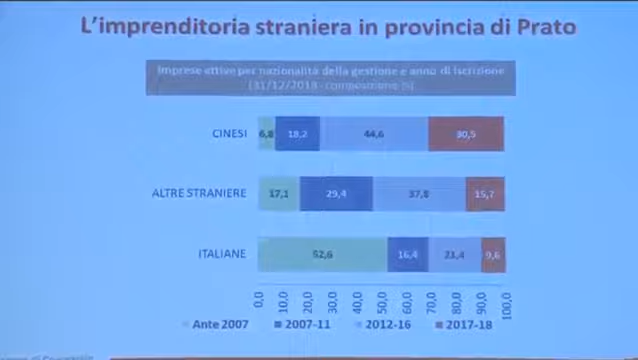 L'imprenditoria straniera in provincia di Prato
Imprese attive per nazionalità della gestione e anno di iscrizione
(31/12/2018 - composizione %)
CINESI 6,8 18,2 44,6 30,5
ALTRE STRANIERE 17,1 29,4 37,8 15,7
ITALIANE 52,6 16,4 21,4 9,6
0,0 10,0 20,0 30,0 40,0 50,0 60,0 70,0 80,0 90,0 100,0
Ante 2007 2007-11 2012-16 2017-18